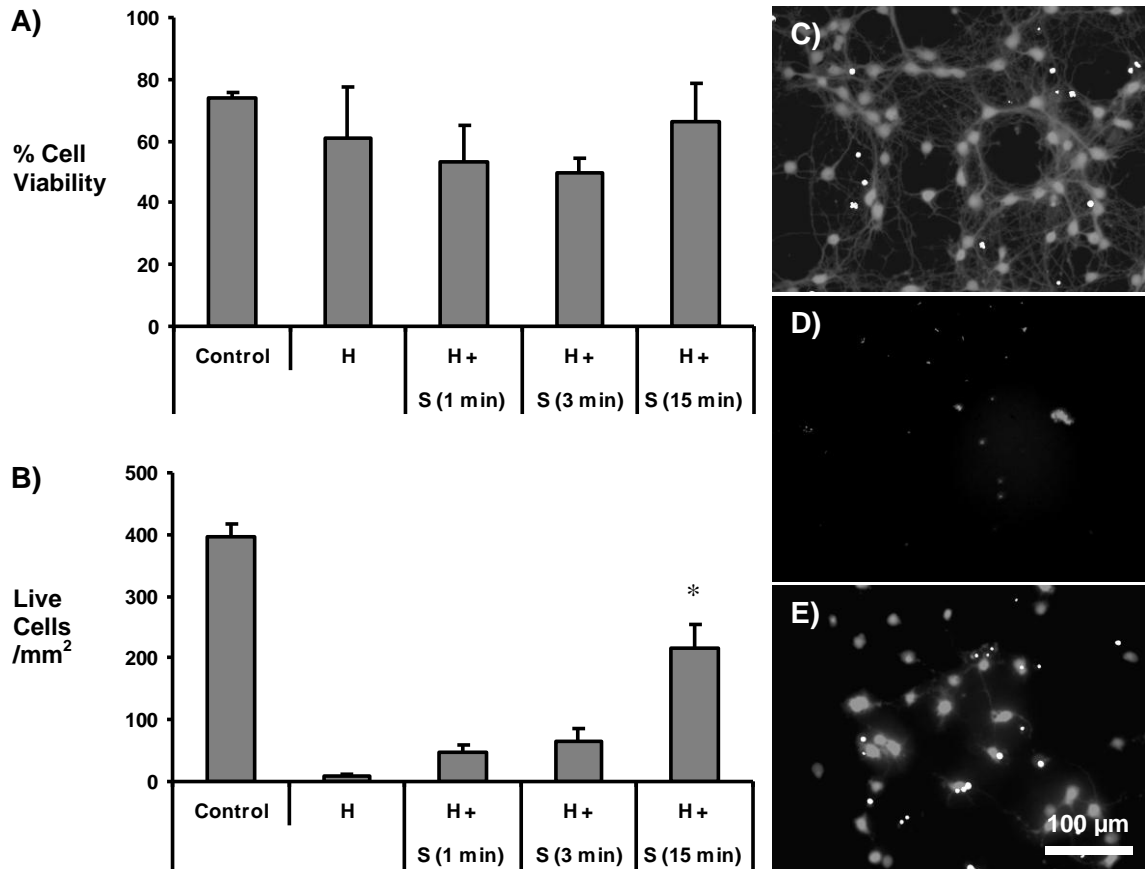 A)
100
80
60
40
20
0
% Cell
Viability
Control H H + H + H +
S (1 min) S (3 min) S (15 min)
B)
500
400
300
200
100
0
Live
Cells
/mm²
*
Control H H + H + H +
S (1 min) S (3 min) S (15 min)
C)
D)
E)
100 µm